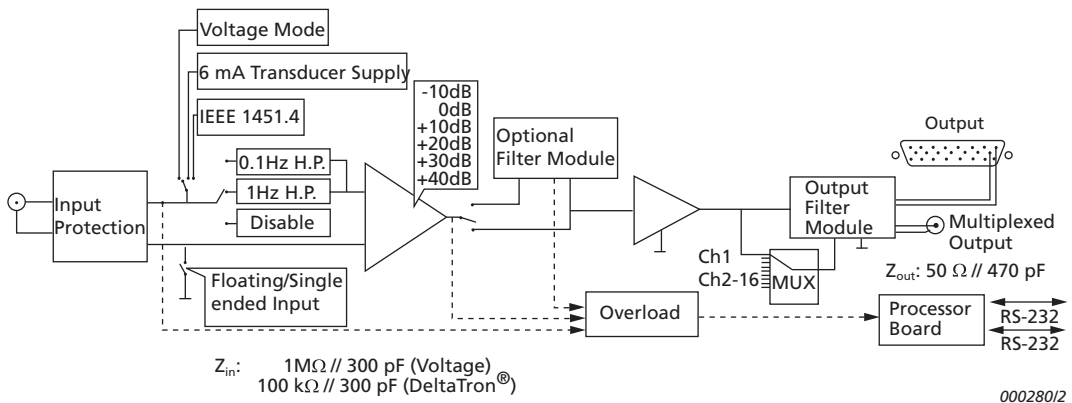 Voltage Mode
6 mA Transducer Supply
IEEE 1451.4
-10dB
0dB
+10dB
+20dB
+30dB
+40dB
Optional
Filter Module
Output
0.1Hz H.P.
1Hz H.P.
Disable
Input
Protection
Output
Filter
Module
Multiplexed
Output
Floating/Single
ended Input
Ch1
Ch2-16
MUX
Zout: 50 Ω // 470 pF
Overload
Processor
Board
RS-232
RS-232
Zin: 1MΩ // 300 pF (Voltage)
100 kΩ // 300 pF (DeltaTron®)
000280/2